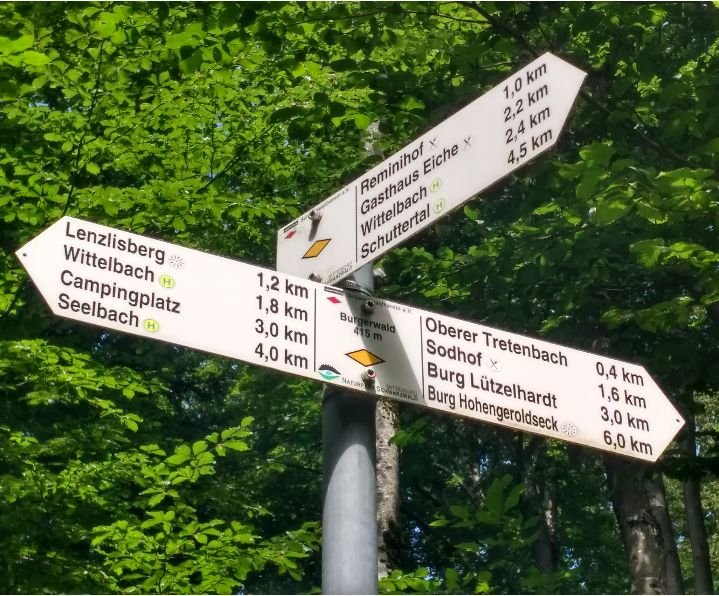 Reminihof 1,0 km
Gasthaus Eiche 2,2 km
Wittelbach H 2,4 km
Schuttertal H 4,5 km
Lenzlisberg 1,2 km
Wittelbach H 1,8 km
Campingplatz 3,0 km
Seelbach H 4,0 km
Burgerwald
415 m
NATURPARK SCHWARZWALD
Oberer Tretenbach 0,4 km
Sodhof 1,6 km
Burg Lützelhardt 3,0 km
Burg Hohengeroldseck 6,0 km